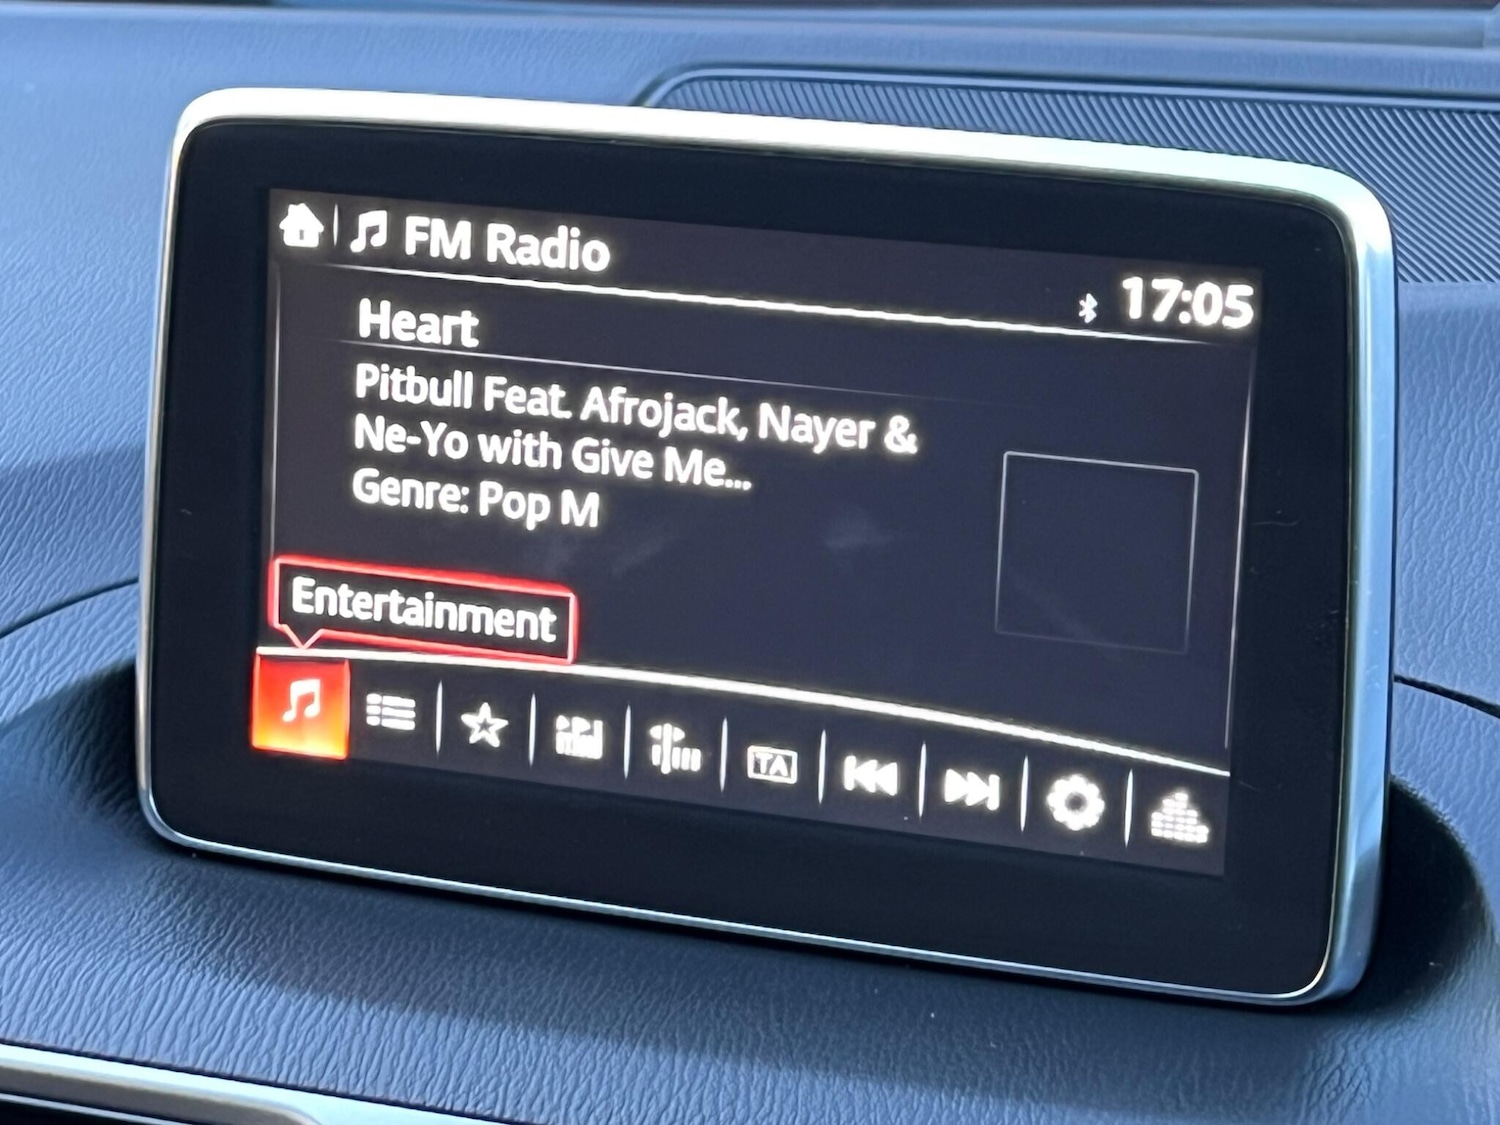 FM Radio
17:05
Heart
Pitbull Feat. Afrojack, Nayer &
Ne-Yo with Give Me...
Genre: Pop M
Entertainment
TA